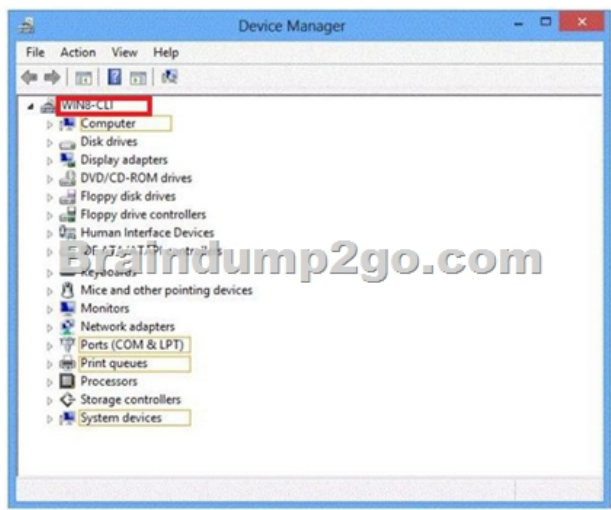 Device Manager
File Action View Help
WIN8-CLI
Computer
Disk drives
Display adapters
DVD/CD-ROM drives
Floppy disk drives
Floppy drive controllers
Human Interface Devices
Braindump2go.com
Keyboards
Mice and other pointing devices
Monitors
Network adapters
Ports (COM & LPT)
Print queues
Processors
Storage controllers
System devices